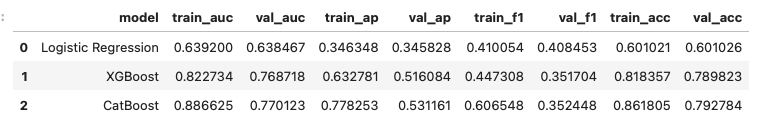 model train_auc val_auc train_ap val_ap train_f1 val_f1 train_acc val_acc
0 Logistic Regression 0.639200 0.638467 0.346348 0.345828 0.410054 0.408453 0.601021 0.601026
1 XGBoost 0.822734 0.768718 0.632781 0.516084 0.447308 0.351704 0.818357 0.789823
2 CatBoost 0.886625 0.770123 0.778253 0.531161 0.606548 0.352448 0.861805 0.792784